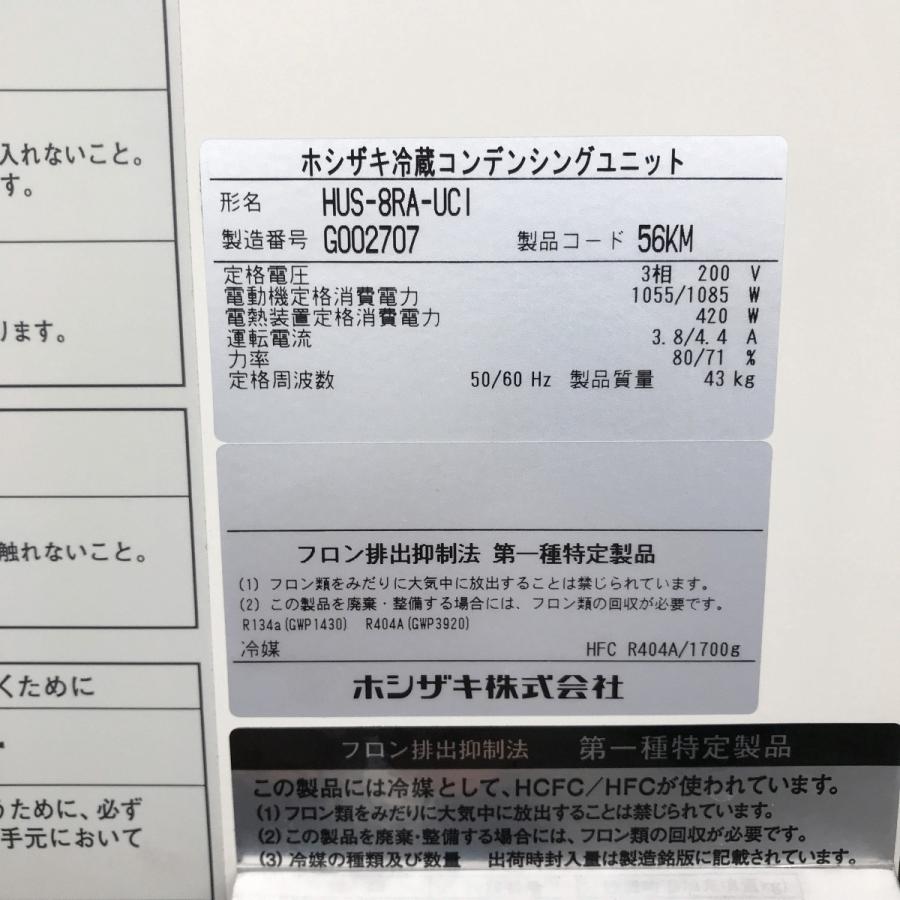 入れないこと。
す。
ります。
触れないこと。
くために
うために、必ず
手元において
ホシザキ冷蔵コンデンシングユニット
形名 HUS-8RA-UCI
製造番号 G002707 製品コード 56KM
定格電圧 3相 200 V
電動機定格消費電力 1055/1085 W
電熱装置定格消費電力 420 W
運転電流 3.8/4.4 A
力率 80/71 %
定格周波数 50/60 Hz 製品質量 43 kg
フロン排出抑制法 第一種特定製品
(1) フロン類をみだりに大気中に放出することは禁じられています。
(2) この製品を廃棄・整備する場合には、フロン類の回収が必要です。
R134a(GWP1430) R404A(GWP3920)
冷媒 HFC R404A/1700g
ホシザキ株式会社
フロン排出抑制法 第一種特定製品
この製品には冷媒として、HCFC/HFCが使われています。
(1)フロン類をみだりに大気中に放出することは禁じられています。
(2)この製品を廃棄・整備する場合には、フロン類の回収が必要です。
(3)冷媒の種類及び数量 出荷時封入量は製造銘版に記載されています。